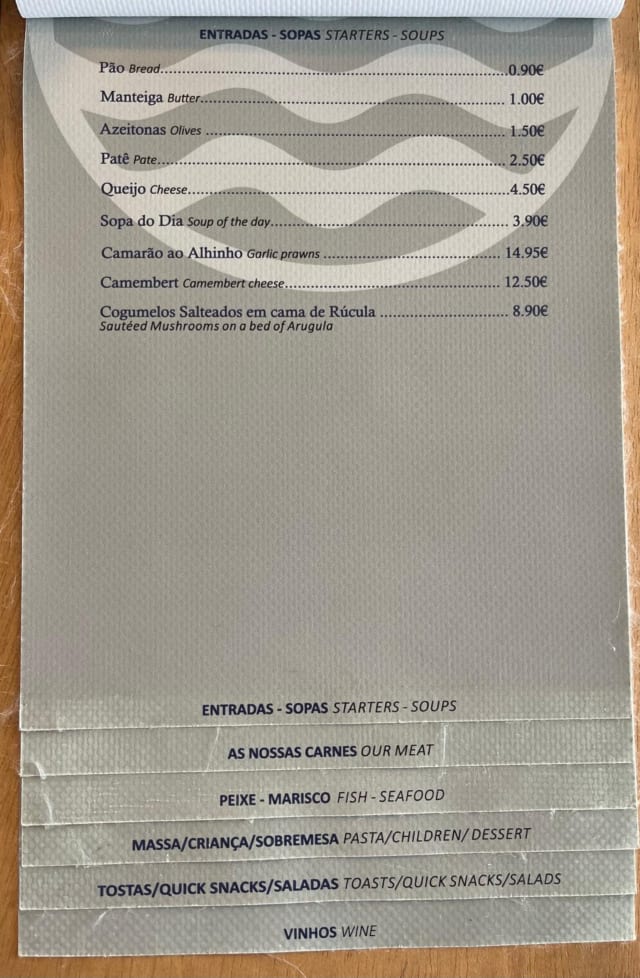 ENTRADAS - SOPAS STARTERS - SOUPS
Pão Bread.......................................................................0.90€
Manteiga Butter.............................................................. 1.00€
Azeitonas Olives ............................................................. 1.50€
Patê Pate....................................................................... 2.50€
Queijo Cheese.................................................................4.50€
Sopa do Dia Soup of the day................................................ 3.90€
Camarão ao Alhinho Garlic prawns .................................... 14.95€
Camembert Camembert cheese........................................... 12.50€
Cogumelos Salteados em cama de Rúcula .......................... 8.90€
Sautéed Mushrooms on a bed of Arugula
ENTRADAS - SOPAS STARTERS - SOUPS
AS NOSSAS CARNES OUR MEAT
PEIXE - MARISCO FISH - SEAFOOD
MASSA/CRIANÇA/SOBREMESA PASTA/CHILDREN/ DESSERT
TOSTAS/QUICK SNACKS/SALADAS TOASTS/QUICK SNACKS/SALADS
VINHOS WINE